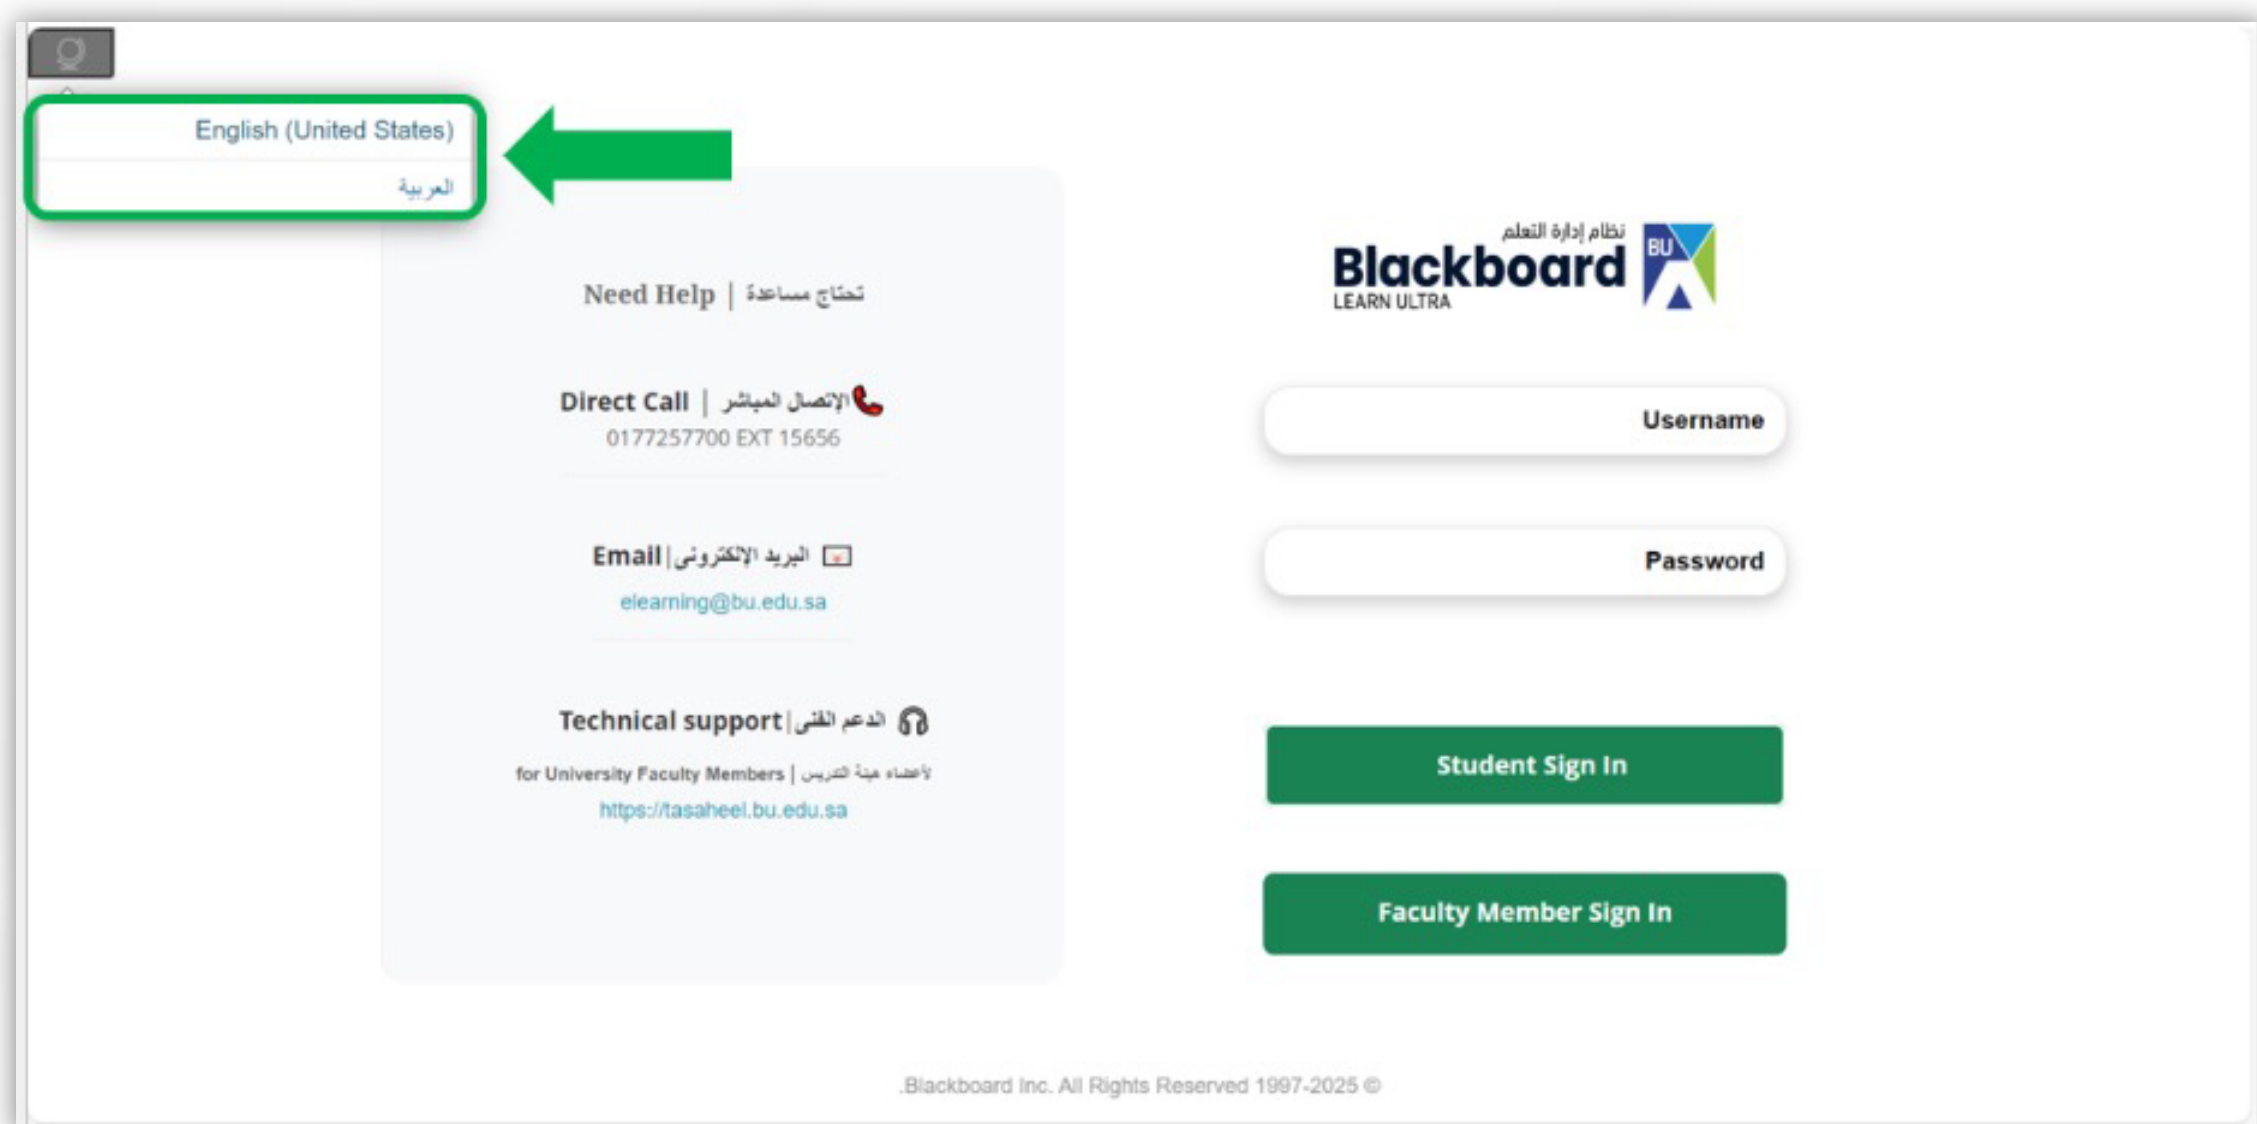 English (United States)
العربية
نظام إدارة التعلم
BU
Blackboard
LEARN ULTRA
Need Help | تحتاج مساعدة
Direct Call | الإتصال المباشر
0177257700 EXT 15656
Email|البريد الإلكتروني
elearning@bu.edu.sa
Technical support|الدعم الفني
for University Faculty Members | لأعضاء هيئة التدريس
https://tasaheel.bu.edu.sa
Username
Password
Student Sign In
Faculty Member Sign In
.Blackboard Inc. All Rights Reserved 1997-2025 ©